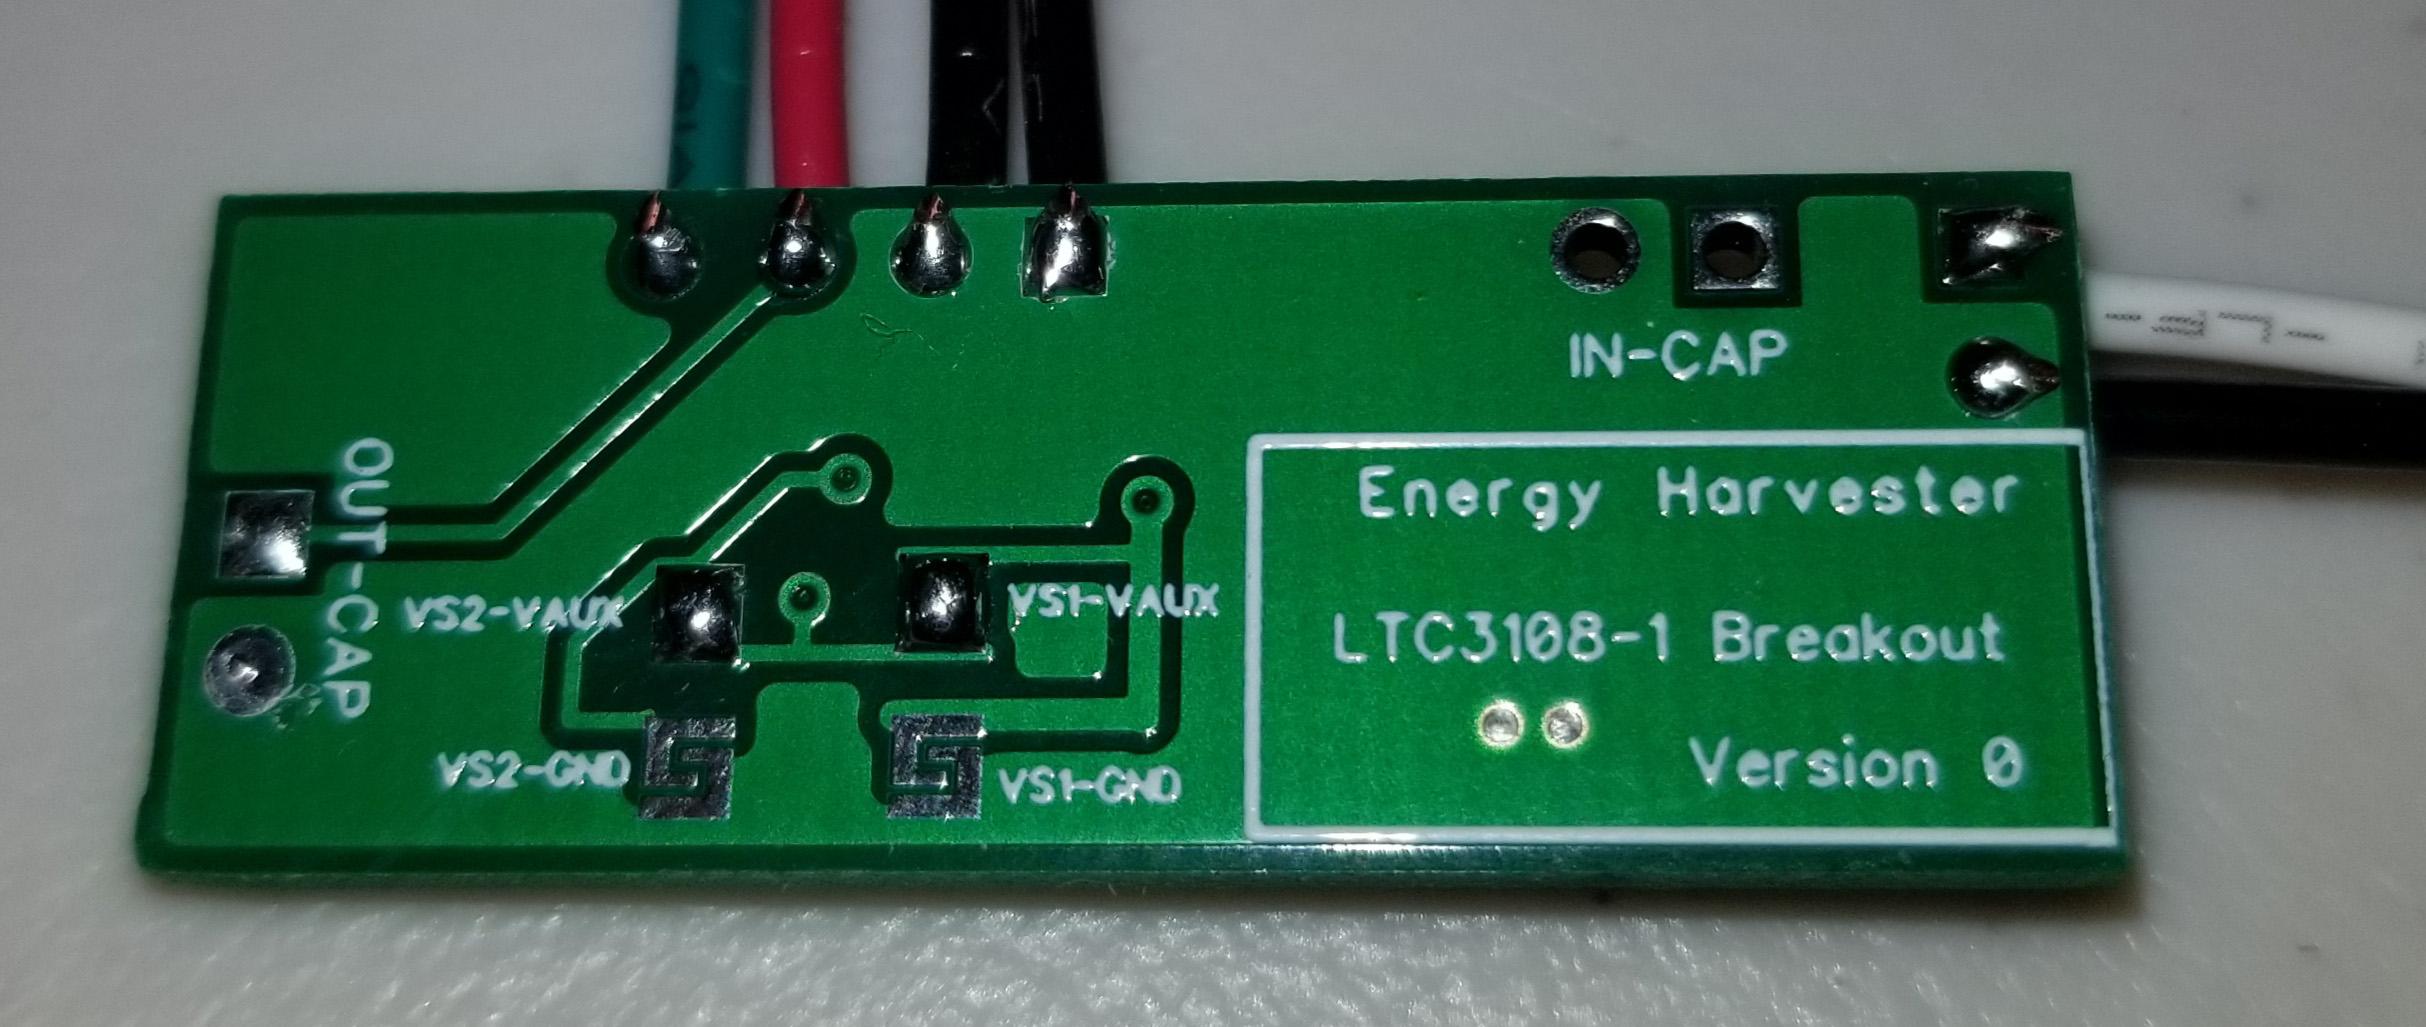 IN-CAP
OUT-CAP
VS2-VAUX
VS1-VAUX
VS2-GND
VS1-GND
Energy Harvester
LTC3108-1 Breakout
Version 0